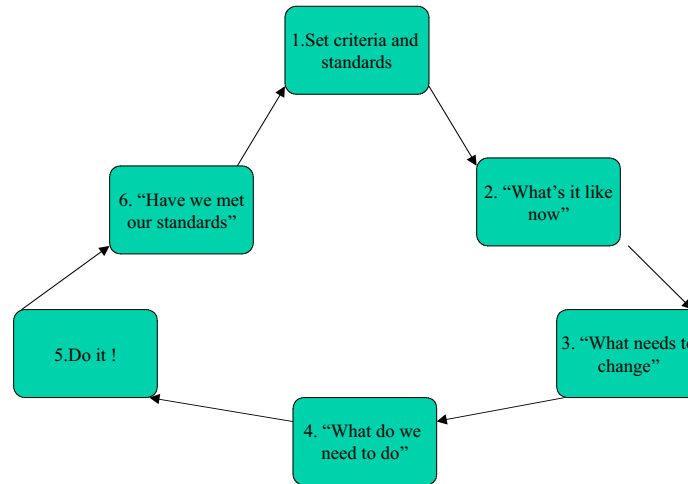 1.Set criteria and
standards
2. “What’s it like
now”
3. “What needs to
change”
4. “What do we
need to do”
5.Do it !
6. “Have we met
our standards”